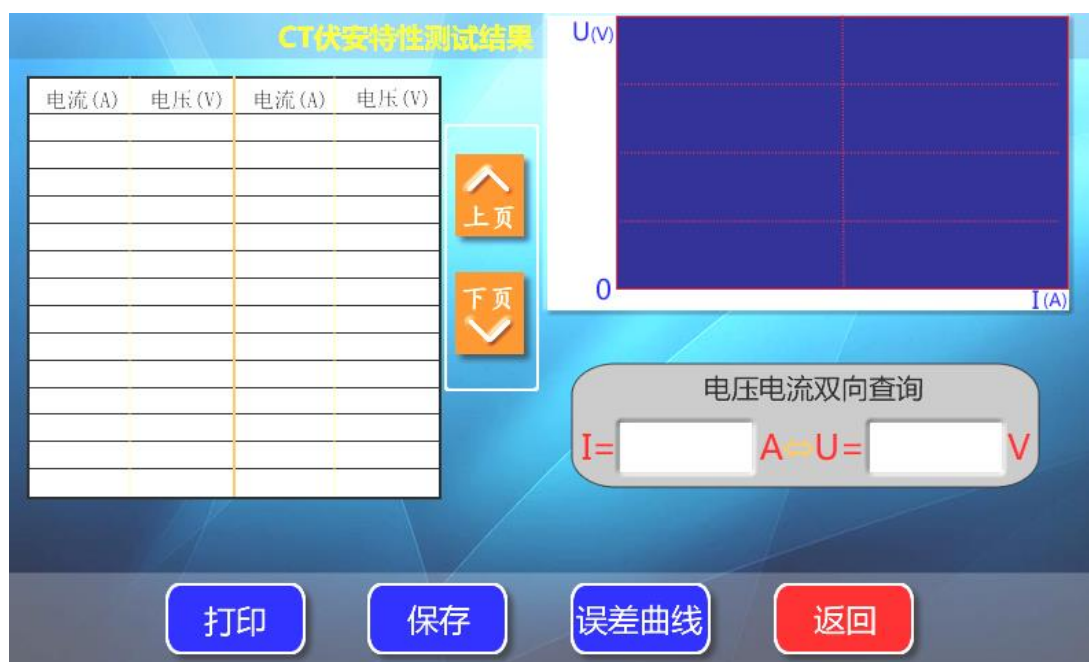 CT伏安特性测试结果
电流(A) 电压(V) 电流(A) 电压(V)
上页
下页
U(V)
0
I(A)
电压电流双向查询
I= A⇔U= V
打印 保存 误差曲线 返回